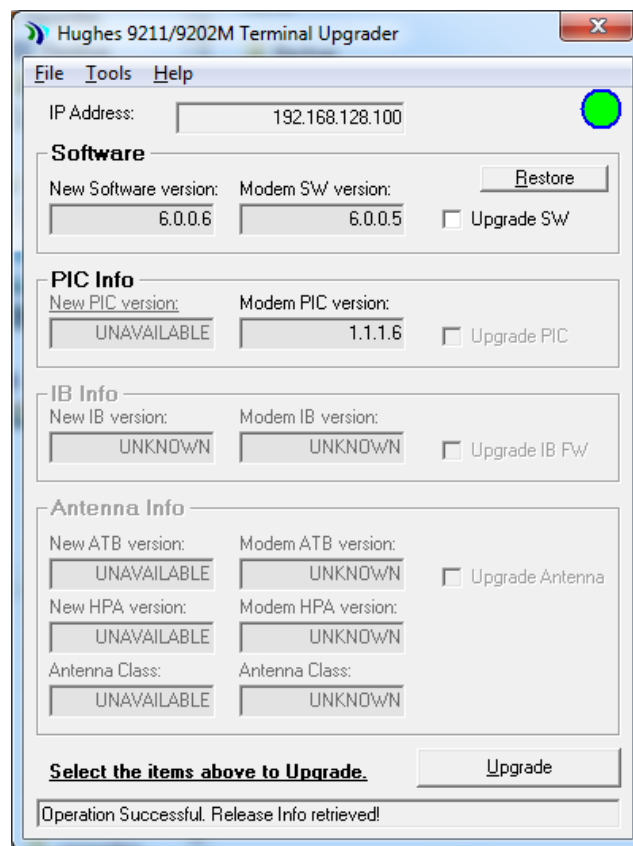 Hughes 9211/9202M Terminal Upgrader
File Tools Help
IP Address: 192.168.128.100
Software
Restore
New Software version: Modem SW version:
6.0.0.6 6.0.0.5 Upgrade SW
PIC Info
New PIC version: Modem PIC version:
UNAVAILABLE 1.1.1.6 Upgrade PIC
IB Info
New IB version: Modem IB version:
UNKNOWN UNKNOWN Upgrade IB FW
Antenna Info
New ATB version: Modem ATB version:
UNAVAILABLE UNKNOWN Upgrade Antenna
New HPA version: Modem HPA version:
UNAVAILABLE UNKNOWN
Antenna Class: Antenna Class:
UNAVAILABLE UNKNOWN
Select the items above to Upgrade. Upgrade
Operation Successful. Release Info retrieved!